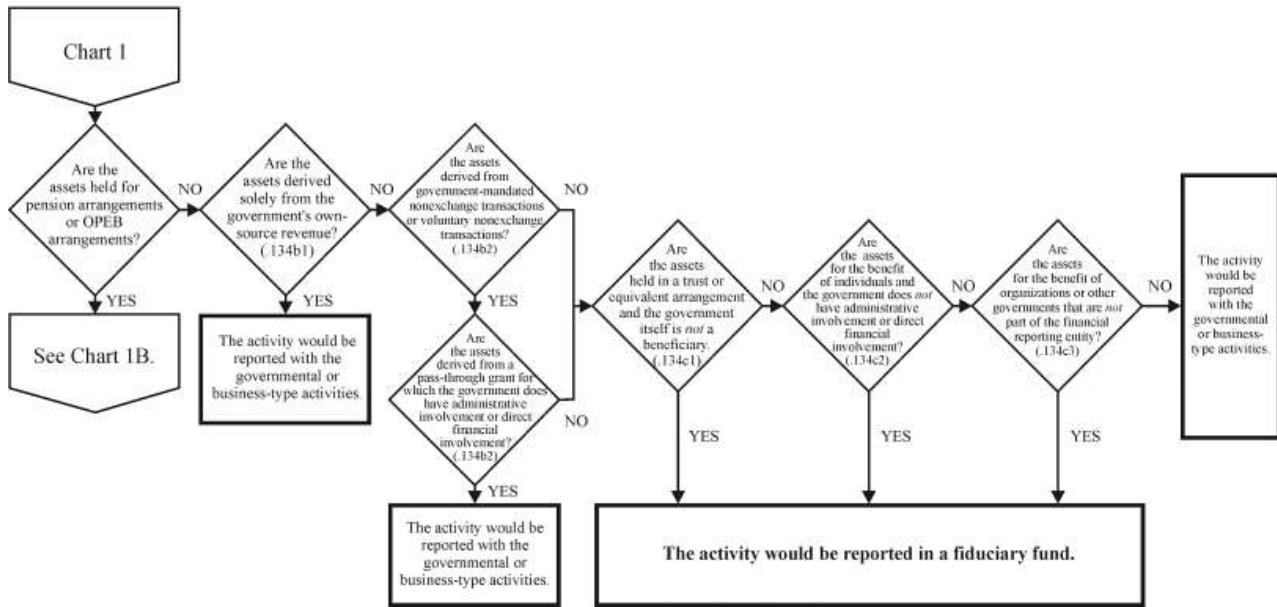 Chart 1
Are the
assets held for
pension arrangements
or OPEB
arrangements?
NO
YES
See Chart 1B.
Are the
assets derived
solely from the
government's own-
source revenue?
(.134b1)
NO
YES
The activity would be
reported with the
governmental or
business-type activities.
Are
the assets
derived from
government-mandated
nonexchange transactions
or voluntary nonexchange
transactions?
(.134b2)
NO
YES
Are
the assets
derived from a
pass-through grant for
which the government does
have administrative
involvement or direct
financial
involvement?
(.134b2)
NO
YES
The activity would be
reported with the
governmental or
business-type activities.
Are
the assets
held in a trust or
equivalent arrangement
and the government
itself is not a
beneficiary.
(.134c1)
NO
YES
Are
the assets
for the benefit
of individuals and
the government does not
have administrative
involvement or direct
financial
involvement?
(.134c2)
NO
YES
Are
the assets
for the benefit of
organizations or other
governments that are not
part of the financial
reporting entity?
(.134c3)
NO
YES
The activity
would be
reported
with the
governmental
or business-
type activities.
The activity would be reported in a fiduciary fund.